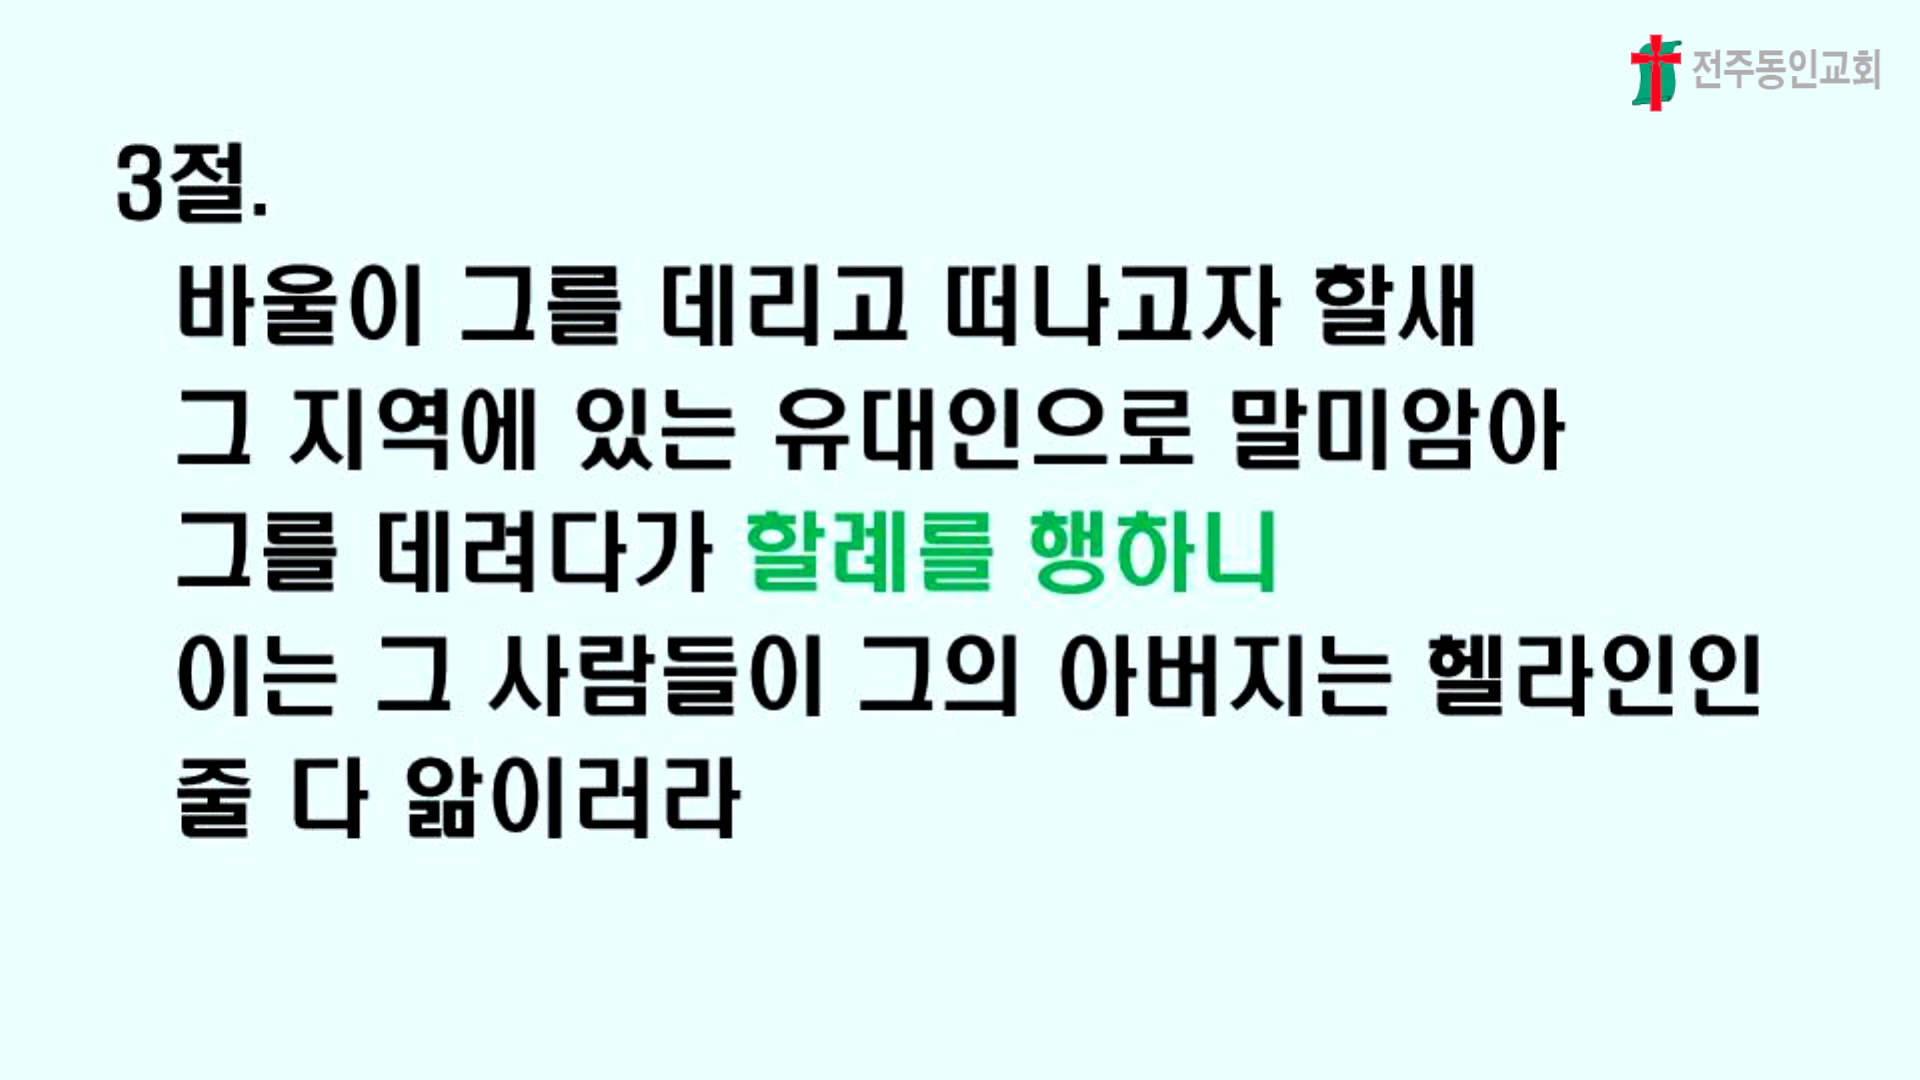 전주동인교회
3절.
바울이 그를 데리고 떠나고자 할새
그 지역에 있는 유대인으로 말미암아
그를 데려다가 할례를 행하니
이는 그 사람들이 그의 아버지는 헬라인인
줄 다 앎이러라